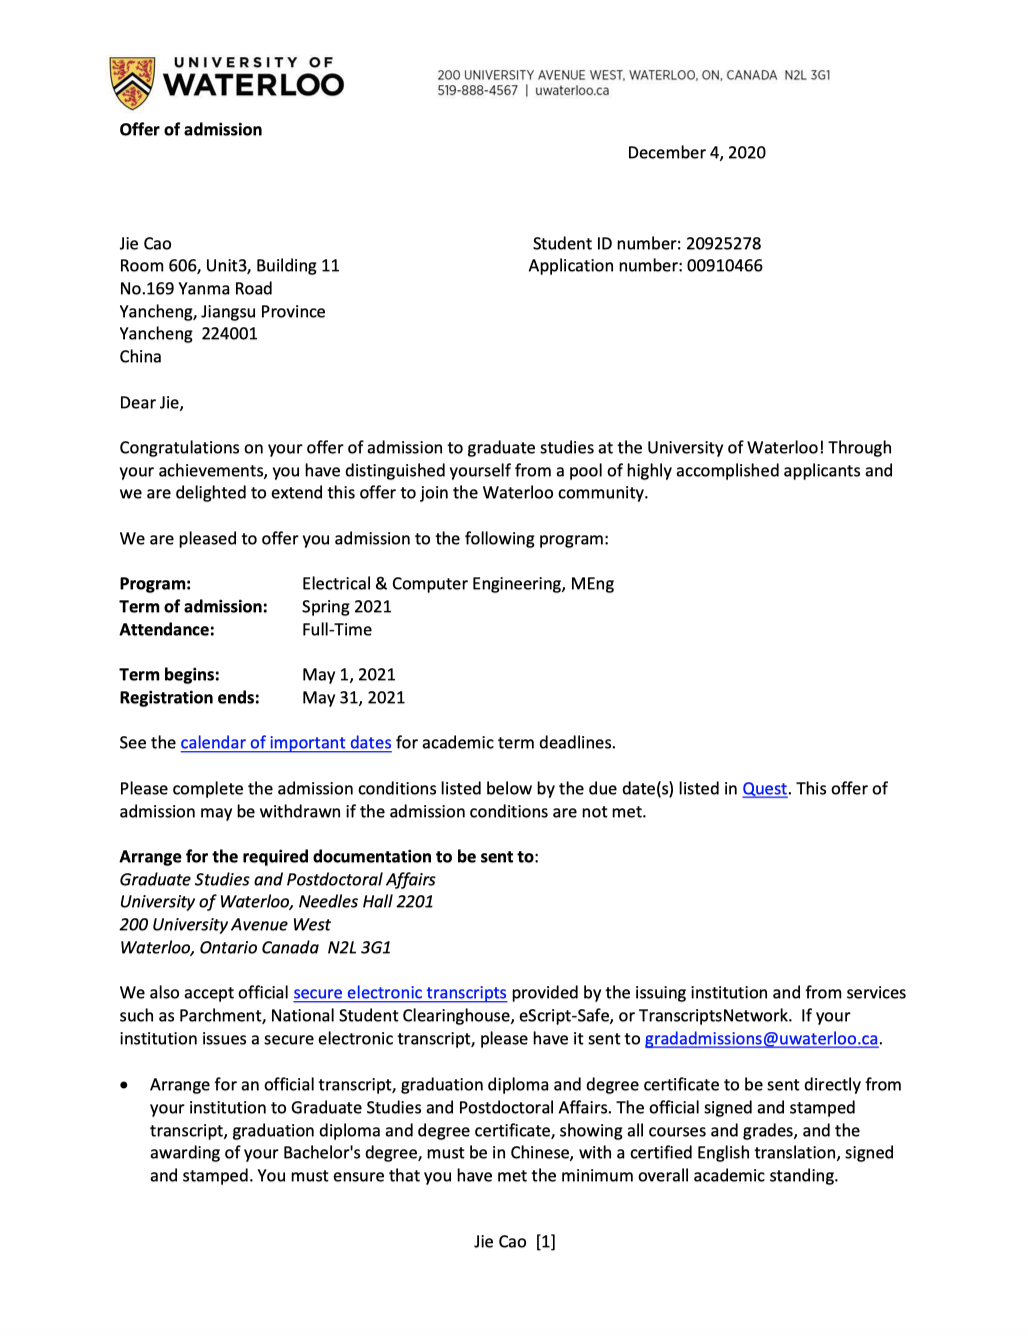 UNIVERSITY OF
WATERLOO
200 UNIVERSITY AVENUE WEST, WATERLOO, ON, CANADA  N2L 3G1
519-888-4567 | uwaterloo.ca
Offer of admission
December 4, 2020
Jie Cao
Student ID number: 20925278
Room 606, Unit3, Building 11
Application number: 00910466
No.169 Yanma Road
Yancheng, Jiangsu Province
Yancheng  224001
China
Dear Jie,
Congratulations on your offer of admission to graduate studies at the University of Waterloo! Through
your achievements, you have distinguished yourself from a pool of highly accomplished applicants and
we are delighted to extend this offer to join the Waterloo community.
We are pleased to offer you admission to the following program:
Program: Electrical & Computer Engineering, MEng
Term of admission: Spring 2021
Attendance: Full-Time
Term begins: May 1, 2021
Registration ends: May 31, 2021
See the calendar of important dates for academic term deadlines.
Please complete the admission conditions listed below by the due date(s) listed in Quest. This offer of
admission may be withdrawn if the admission conditions are not met.
Arrange for the required documentation to be sent to:
Graduate Studies and Postdoctoral Affairs
University of Waterloo, Needles Hall 2201
200 University Avenue West
Waterloo, Ontario Canada  N2L 3G1
We also accept official secure electronic transcripts provided by the issuing institution and from services
such as Parchment, National Student Clearinghouse, eScript-Safe, or TranscriptsNetwork.  If your
institution issues a secure electronic transcript, please have it sent to gradadmissions@uwaterloo.ca.
• Arrange for an official transcript, graduation diploma and degree certificate to be sent directly from
your institution to Graduate Studies and Postdoctoral Affairs. The official signed and stamped
transcript, graduation diploma and degree certificate, showing all courses and grades, and the
awarding of your Bachelor's degree, must be in Chinese, with a certified English translation, signed
and stamped. You must ensure that you have met the minimum overall academic standing.
Jie Cao  [1]